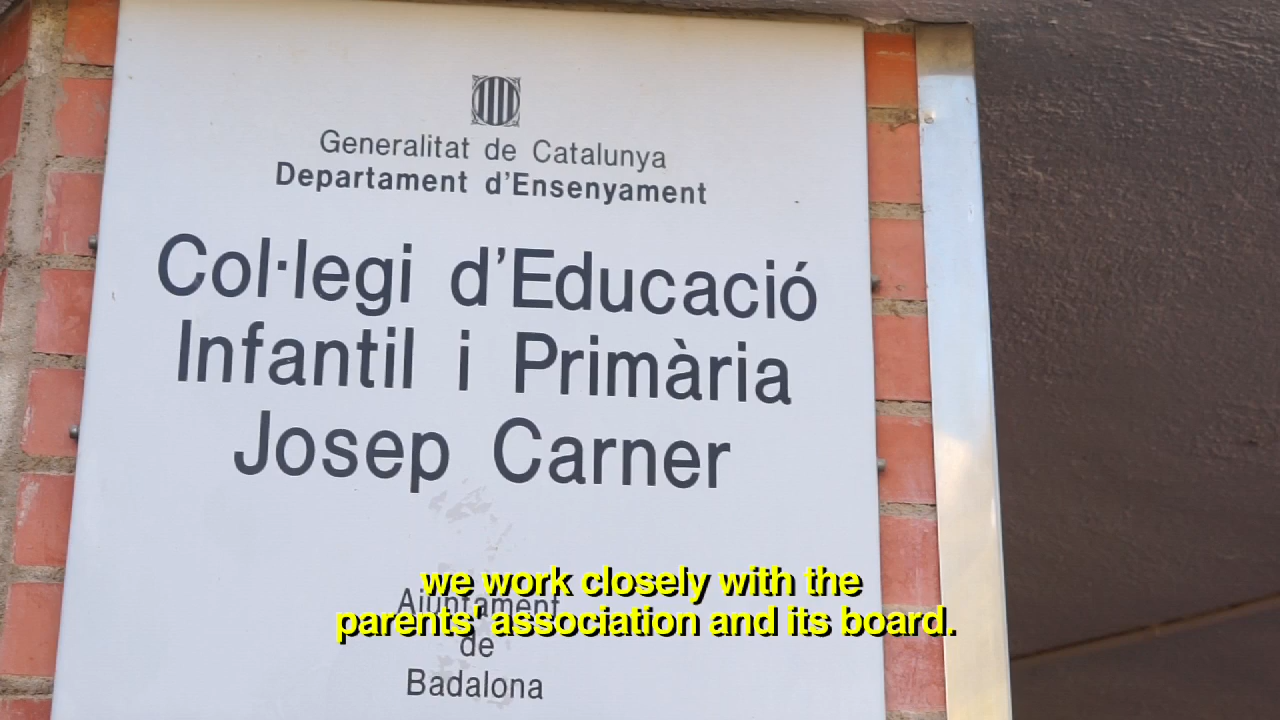 Generalitat de Catalunya
Departament d'Ensenyament
Col·legi d'Educació
Infantil i Primària
Josep Carner
we work closely with the
Ajuntament
parents' association and its board.
de
Badalona